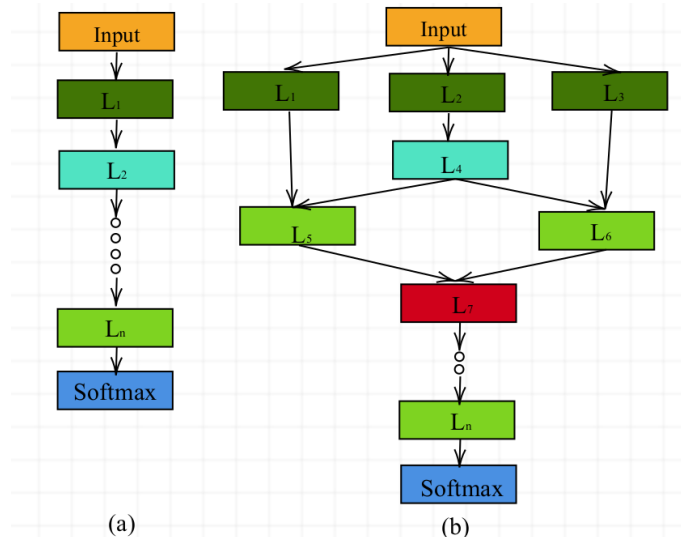 Input
L₁
L₂
Lₙ
Softmax
(a)
Input
L₁ L₂ L₃
L₄
L₅ L₆
L₇
Lₙ
Softmax
(b)